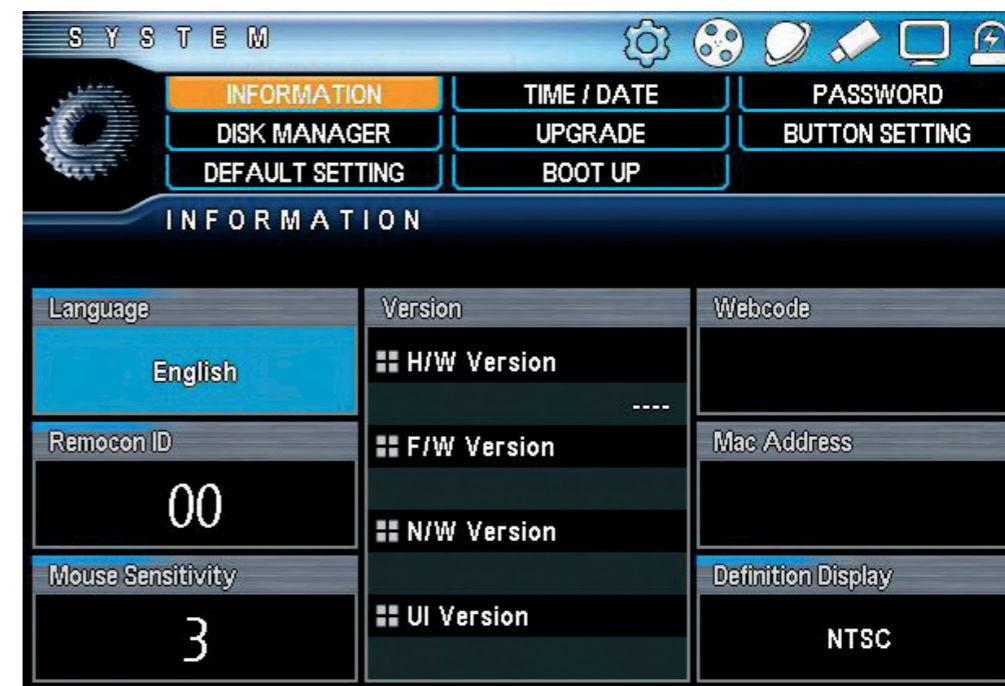 SYSTEM
INFORMATION TIME / DATE PASSWORD
DISK MANAGER UPGRADE BUTTON SETTING
DEFAULT SETTING BOOT UP
INFORMATION
Language Version Webcode
English H/W Version
----
Remocon ID F/W Version Mac Address
00
N/W Version
Mouse Sensitivity Definition Display
3 UI Version NTSC